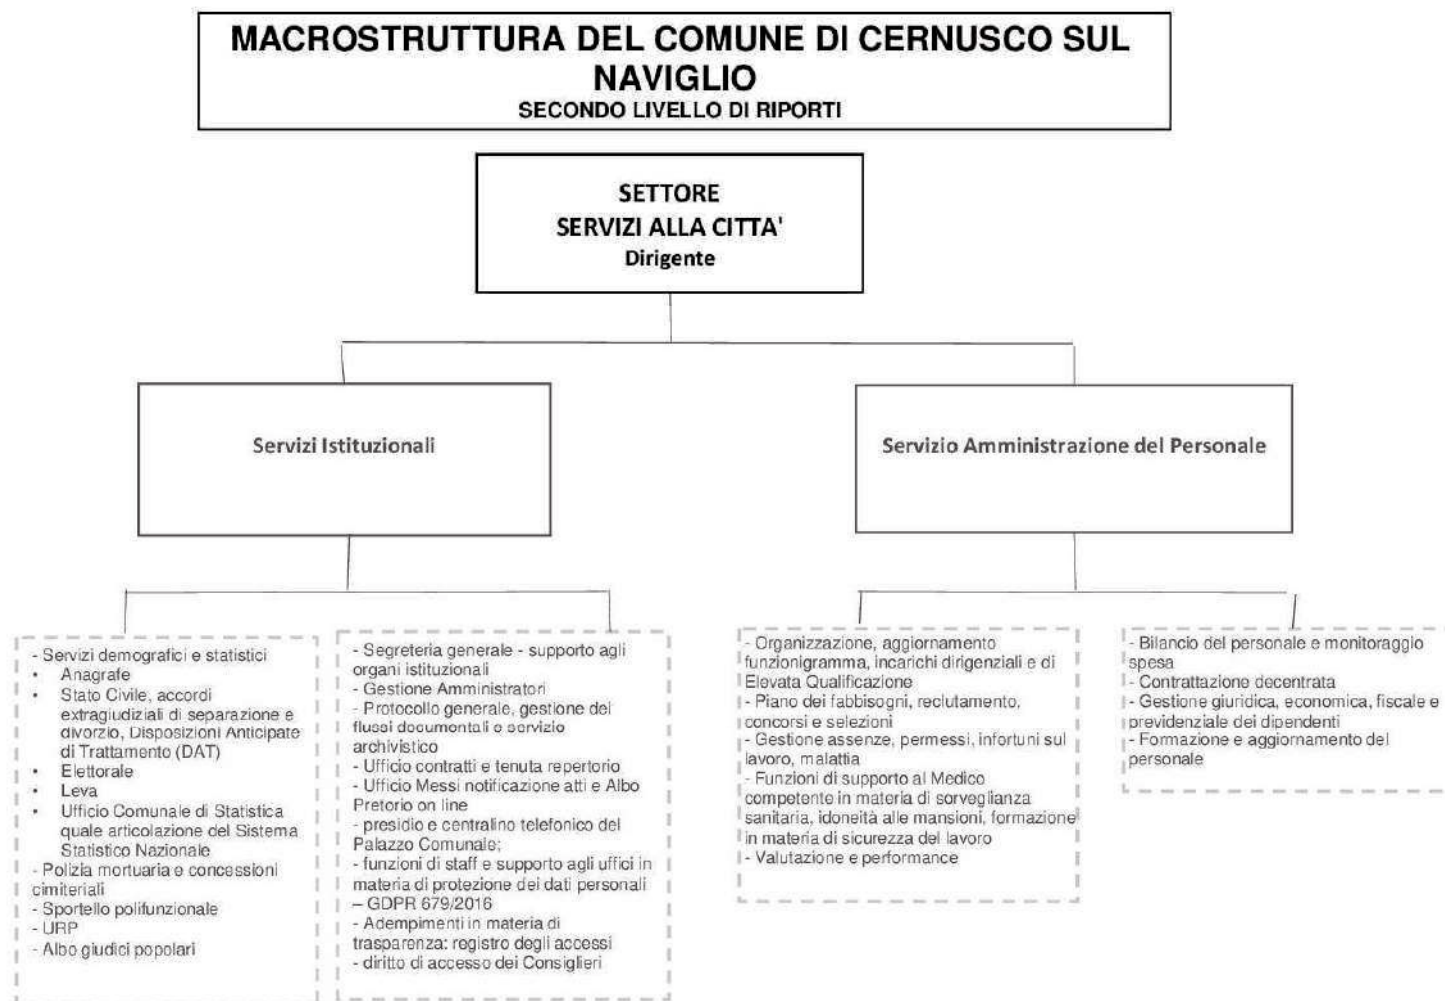 MACROSTRUTTURA DEL COMUNE DI CERNUSCO SUL
NAVIGLIO
SECONDO LIVELLO DI RIPORTI
SETTORE
SERVIZI ALLA CITTA'
Dirigente
Servizi Istituzionali
Servizio Amministrazione del Personale
- Servizi demografici e statistici
• Anagrafe
• Stato Civile, accordi
extragiudiziali di separazione e
divorzio, Disposizioni Anticipate
di Trattamento (DAT)
• Elettorale
• Leva
• Ufficio Comunale di Statistica
quale articolazione del Sistema
Statistico Nazionale
- Polizia mortuaria e concessioni
cimiteriali
- Sportello polifunzionale
- URP
- Albo giudici popolari
- Segreteria generale - supporto agli
organi istituzionali
- Gestione Amministratori
- Protocollo generale, gestione dei
flussi documentali e servizio
archivistico
- Ufficio contratti e tenuta repertorio
- Ufficio Messi notificazione atti e Albo
Pretorio on line
- presidio e centralino telefonico del
Palazzo Comunale;
- funzioni di staff e supporto agli uffici in
materia di protezione dei dati personali
– GDPR 679/2016
- Adempimenti in materia di
trasparenza: registro degli accessi
- diritto di accesso dei Consiglieri
- Organizzazione, aggiornamento
funzionigramma, incarichi dirigenziali e di
Elevata Qualificazione
- Piano dei fabbisogni, reclutamento,
concorsi e selezioni
- Gestione assenze, permessi, infortuni sul
lavoro, malattia
- Funzioni di supporto al Medico
competente in materia di sorveglianza
sanitaria, idoneità alle mansioni, formazione
in materia di sicurezza del lavoro
- Valutazione e performance
- Bilancio del personale e monitoraggio
spesa
- Contrattazione decentrata
- Gestione giuridica, economica, fiscale e
previdenziale dei dipendenti
- Formazione e aggiornamento del
personale